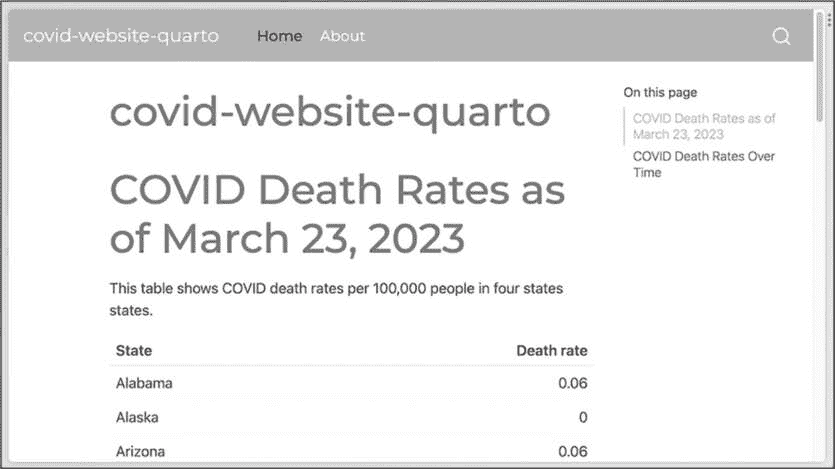 covid-website-quarto Home About
covid-website-quarto
COVID Death Rates as
of March 23, 2023
This table shows COVID death rates per 100,000 people in four states
states.
State Death rate
Alabama 0.06
Alaska 0
Arizona 0.06
On this page
COVID Death Rates as of
March 23, 2023
COVID Death Rates Over
Time